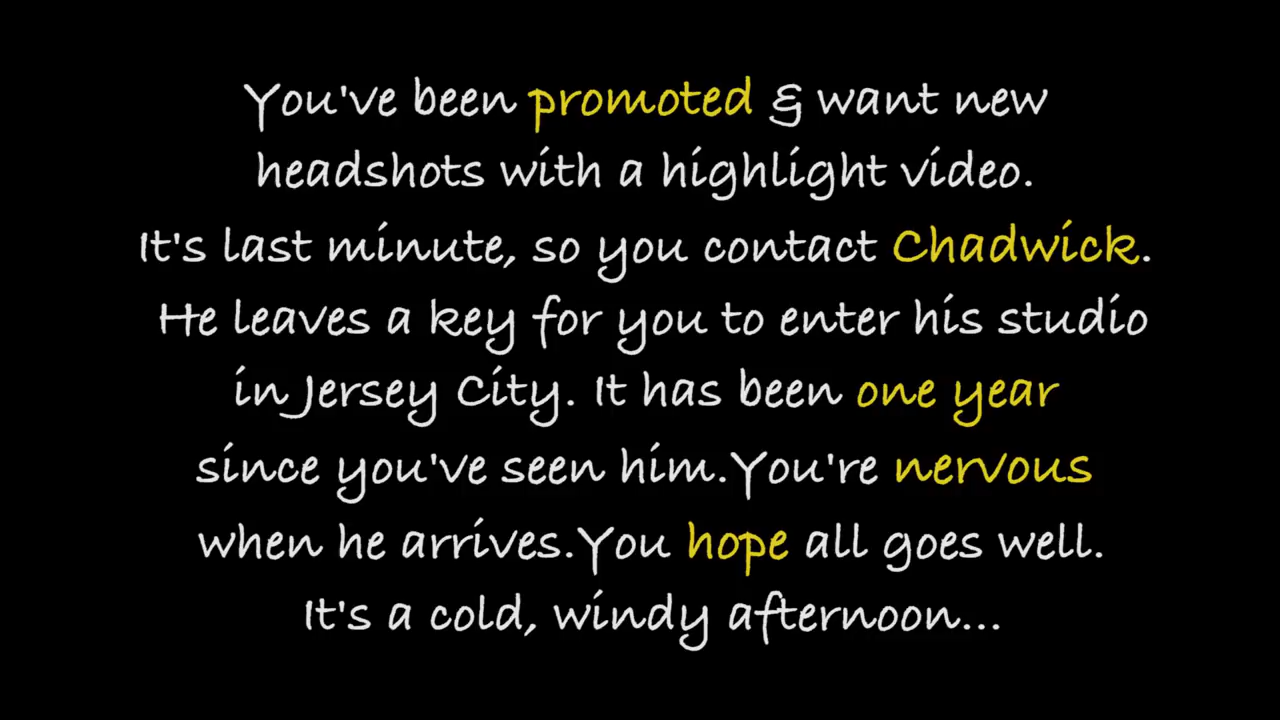 You've been promoted & want new
headshots with a highlight video.
It's last minute, so you contact Chadwick.
He leaves a key for you to enter his studio
in Jersey City. It has been one year
since you've seen him. You're nervous
when he arrives. You hope all goes well.
It's a cold, windy afternoon...